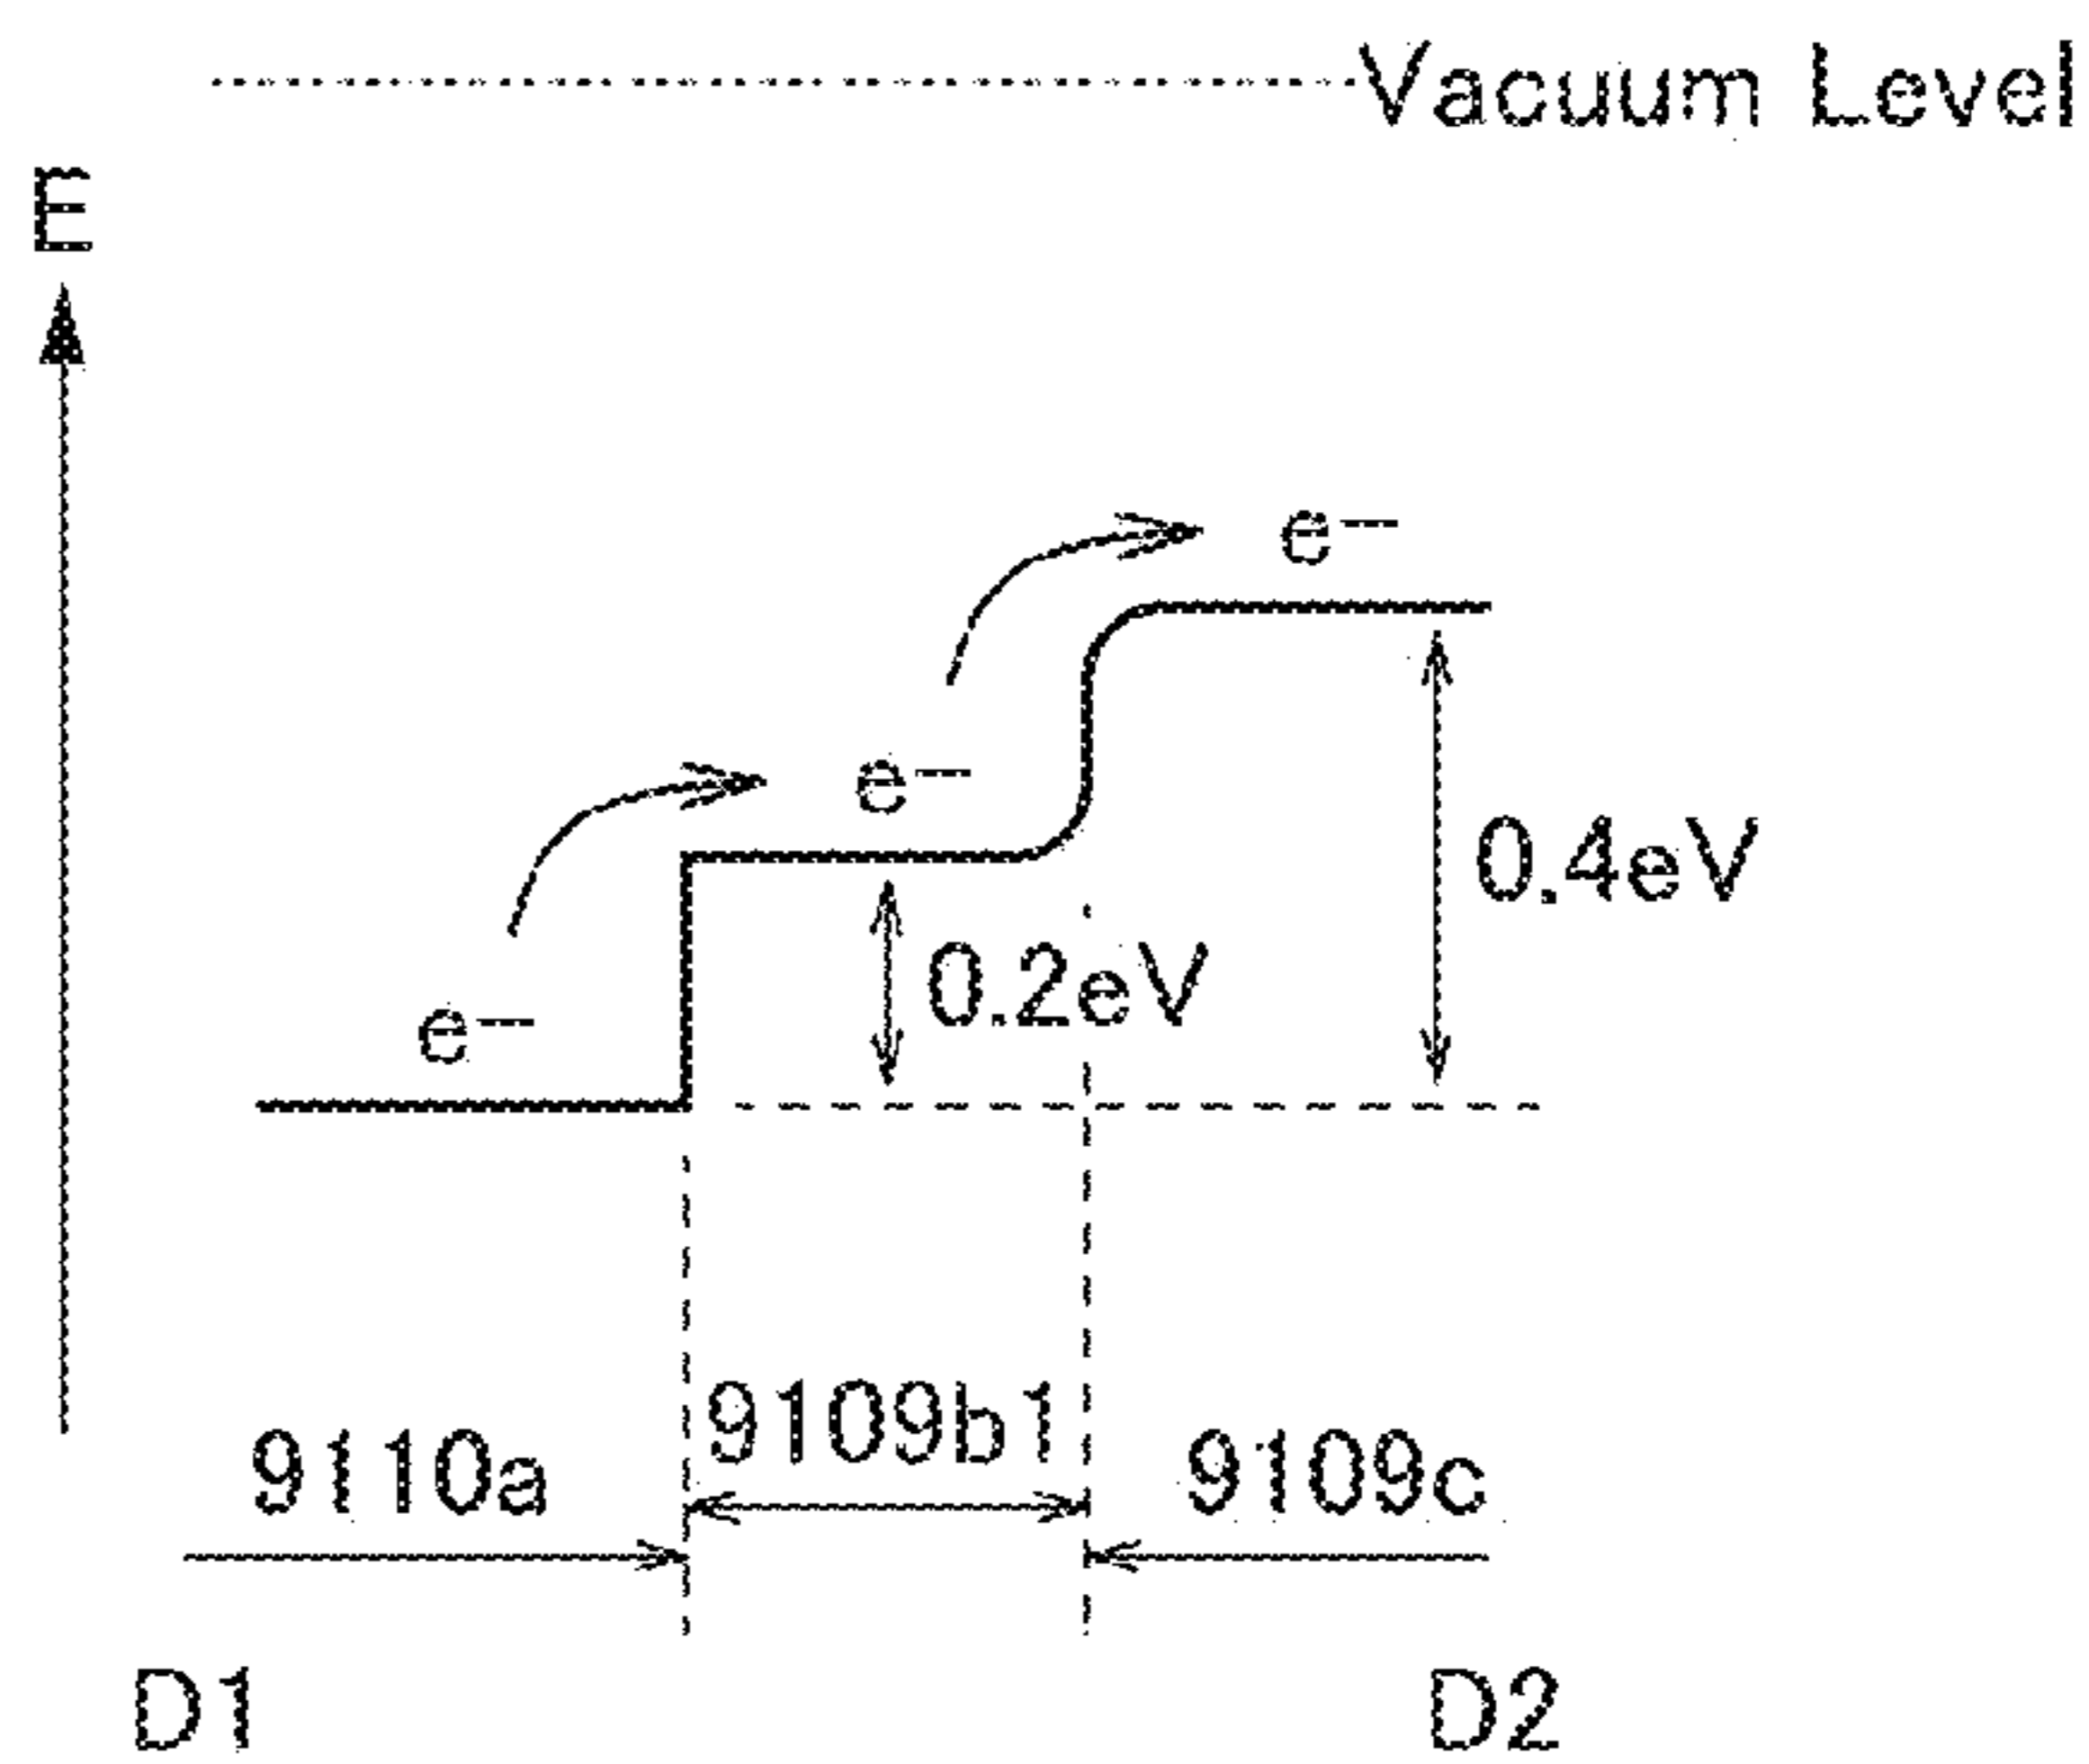 Vacuum Level
E
e−
e−
0.4eV
0.2eV
e−
9109b1
9110a
9109c
D1
D2